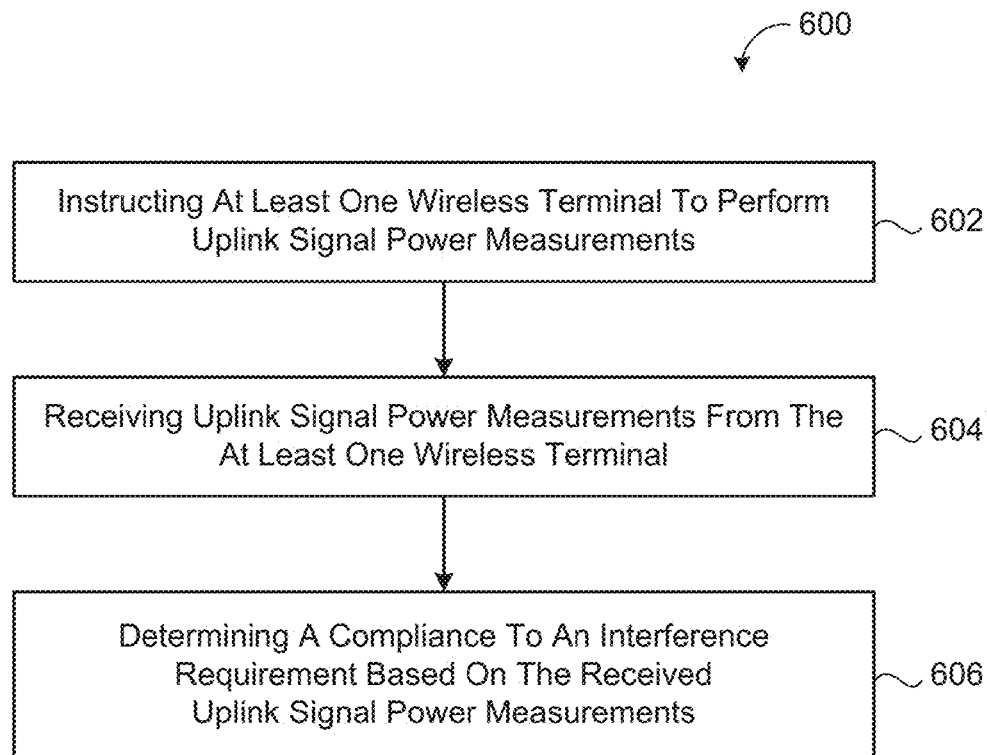 600
Instructing At Least One Wireless Terminal To Perform
Uplink Signal Power Measurements
602
Receiving Uplink Signal Power Measurements From The
At Least One Wireless Terminal
604
Determining A Compliance To An Interference
Requirement Based On The Received
Uplink Signal Power Measurements
606